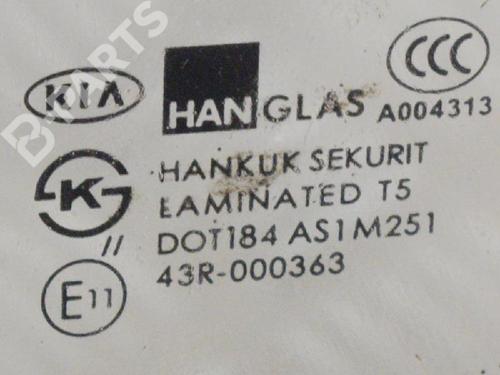 B PARTS
KIA
HANGLAS
CCC
A004313
K
HANKUK SEKURIT
LAMINATED T5
//
DOT184 AS1M251
43R-000363
E11